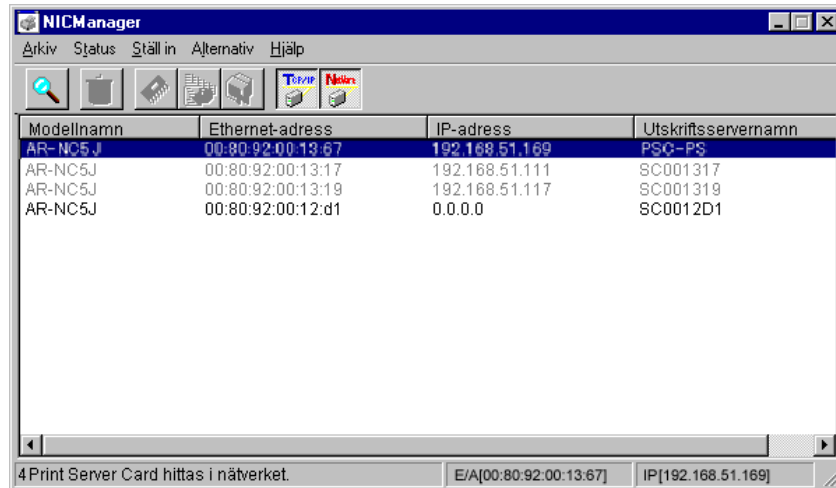 NICManager
Arkiv Status Ställ in Alternativ Hjälp
TCP/IP
Modellnamn Ethernet-adress IP-adress Utskriftsservernamn
AR-NC5J 00:80:92:00:13:67 192.168.51.169 PSC-PS
AR-NC5J 00:80:92:00:13:17 192.168.51.111 SC001317
AR-NC5J 00:80:92:00:13:19 192.168.51.117 SC001319
AR-NC5J 00:80:92:00:12:d1 0.0.0.0 SC0012D1
4 Print Server Card hittas i nätverket. E/A[00:80:92:00:13:67] IP[192.168.51.169]